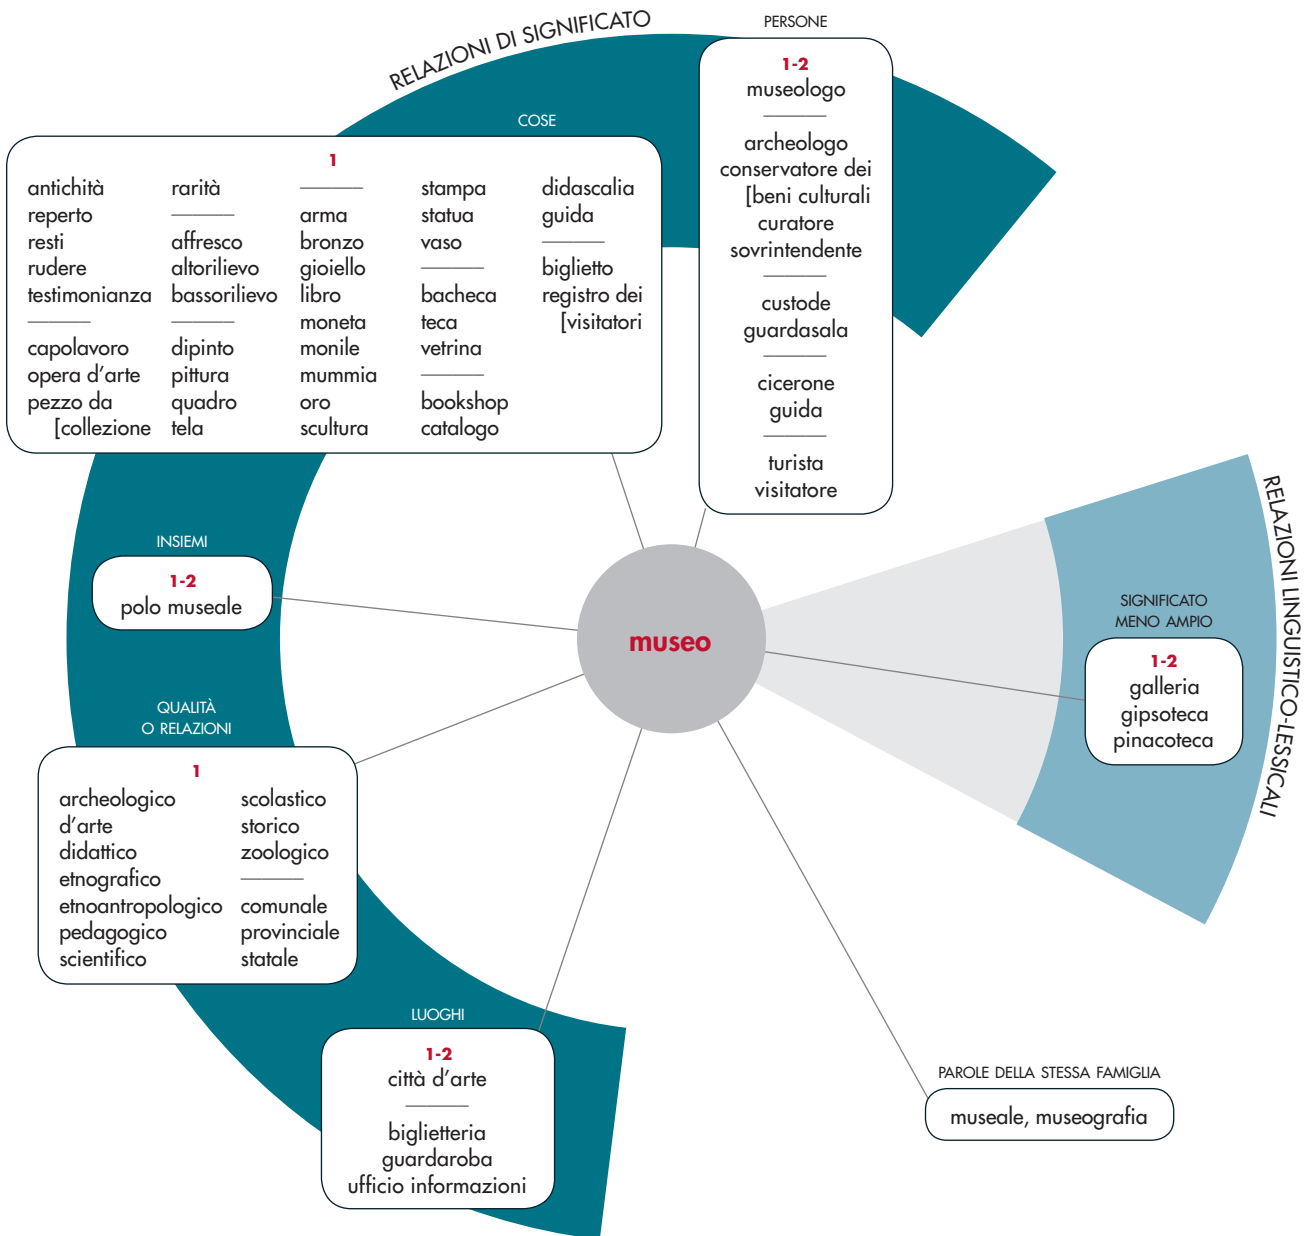 RELAZIONI DI SIGNIFICATO
PERSONE
1-2
museologo
archeologo
conservatore dei
[beni culturali
curatore
sovrintendente
custode
guardasala
cicerone
guida
turista
visitatore
COSE
1
antichità
reperto
resti
rudere
testimonianza
capolavoro
opera d'arte
pezzo da
[collezione
rarità
affresco
altorilievo
bassorilievo
dipinto
pittura
quadro
tela
arma
bronzo
gioiello
libro
moneta
monile
mummia
oro
scultura
stampa
statua
vaso
bacheca
teca
vetrina
bookshop
catalogo
didascalia
guida
biglietto
registro dei
[visitatori
INSIEMI
1-2
polo museale
museo
RELAZIONI LINGUISTICO-LESSICALI
SIGNIFICATO
MENO AMPIO
1-2
galleria
gipsoteca
pinacoteca
QUALITÀ
O RELAZIONI
1
archeologico
d'arte
didattico
etnografico
etnoantropologico
pedagogico
scientifico
scolastico
storico
zoologico
comunale
provinciale
statale
LUOGHI
1-2
città d'arte
biglietteria
guardaroba
ufficio informazioni
PAROLE DELLA STESSA FAMIGLIA
museale, museografia